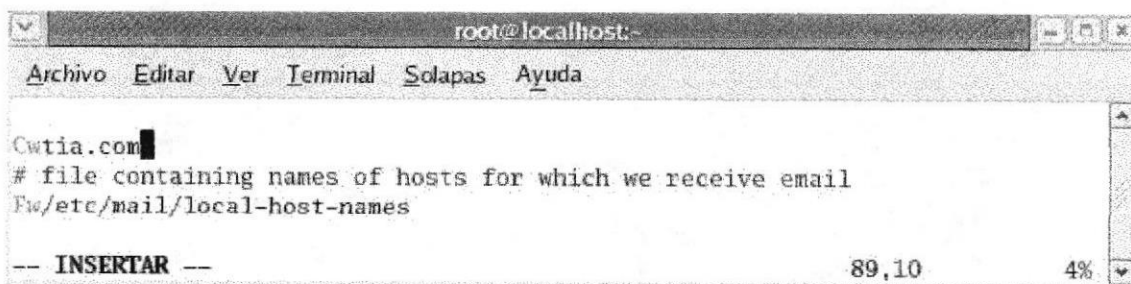 root@localhost:~
Archivo Editar Ver Terminal Solapas Ayuda
Cwtia.com
# file containing names of hosts for which we receive email
Fw/etc/mail/local-host-names
-- INSERTAR -- 89,10 4%